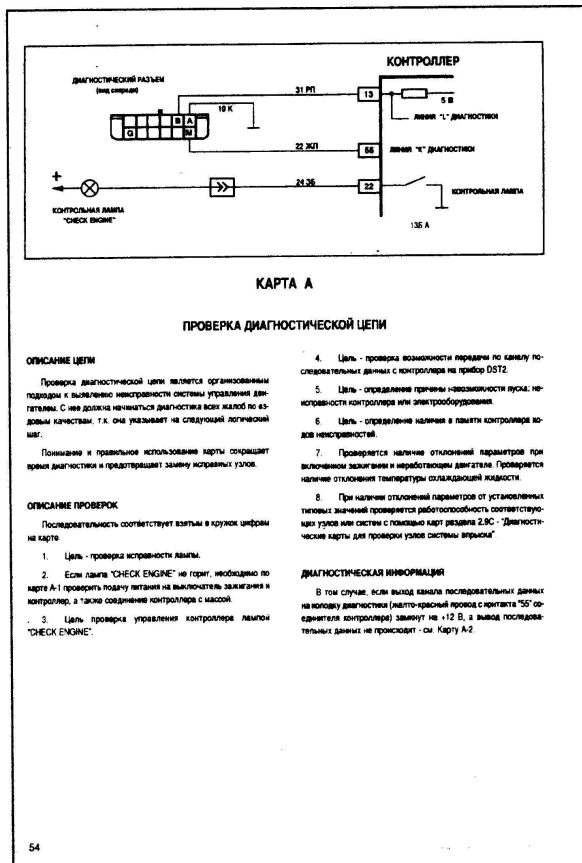 КОНТРОЛЛЕР
ДИАГНОСТИЧЕСКИЙ РАЗЪЕМ
(вид спереди)
31 РП
13
10 К
5 В
ЛИНИЯ "L" ДИАГНОСТИКИ
В А
G M
22 ЖП
55
ЛИНИЯ "К" ДИАГНОСТИКИ
+
24 ЗБ
22
КОНТРОЛЬНАЯ ЛАМПА
КОНТРОЛЬНАЯ ЛАМПА
"CHECK ENGINE"
13Б А
КАРТА А
ПРОВЕРКА ДИАГНОСТИЧЕСКОЙ ЦЕПИ
ОПИСАНИЕ ЦЕПИ
Проверка диагностической цепи является организованным
подходом к выявлению неисправности системы управления дви-
гателем. С нее должна начинаться диагностика всех жалоб по ез-
довым качествам, т.к. она указывает на следующий логический
шаг.
Понимание и правильное использование карты сокращает
время диагностики и предотвращает замену исправных узлов.
ОПИСАНИЕ ПРОВЕРОК
Последовательность соответствует взятым в кружок цифрам
на карте.
1. Цель - проверка исправности лампы.
2. Если лампа "CHECK ENGINE" не горит, необходимо по
карте А-1 проверить подачу питания на выключатель зажигания и
контроллер, а также соединение контроллера с массой.
3. Цель проверка управления контроллера лампой
"CHECK ENGINE".
4. Цель - проверка возможности передачи по каналу по-
следовательных данных с контроллера на прибор DST2.
5. Цель - определение причины невозможности пуска: не-
исправности контроллера или электрооборудования.
6. Цель - определение наличия в памяти контроллера ко-
дов неисправностей.
7. Проверяется наличие отклонений параметров при
включенном зажигании и неработающем двигателе. Проверяется
наличие отклонения температуры охлаждающей жидкости.
8. При наличии отклонений параметров от установленных
типовых значений проверяется работоспособность соответствую-
щих узлов или систем с помощью карт раздела 2.9С - "Диагности-
ческие карты для проверки узлов системы впрыска".
ДИАГНОСТИЧЕСКАЯ ИНФОРМАЦИЯ
В том случае, если выход канала последовательных данных
на колодку диагностики (желто-красный провод с контакта "55" со-
единителя контроллера) замкнут на +12 В, а вывод последова-
тельных данных не происходит - см. Карту А-2.
54